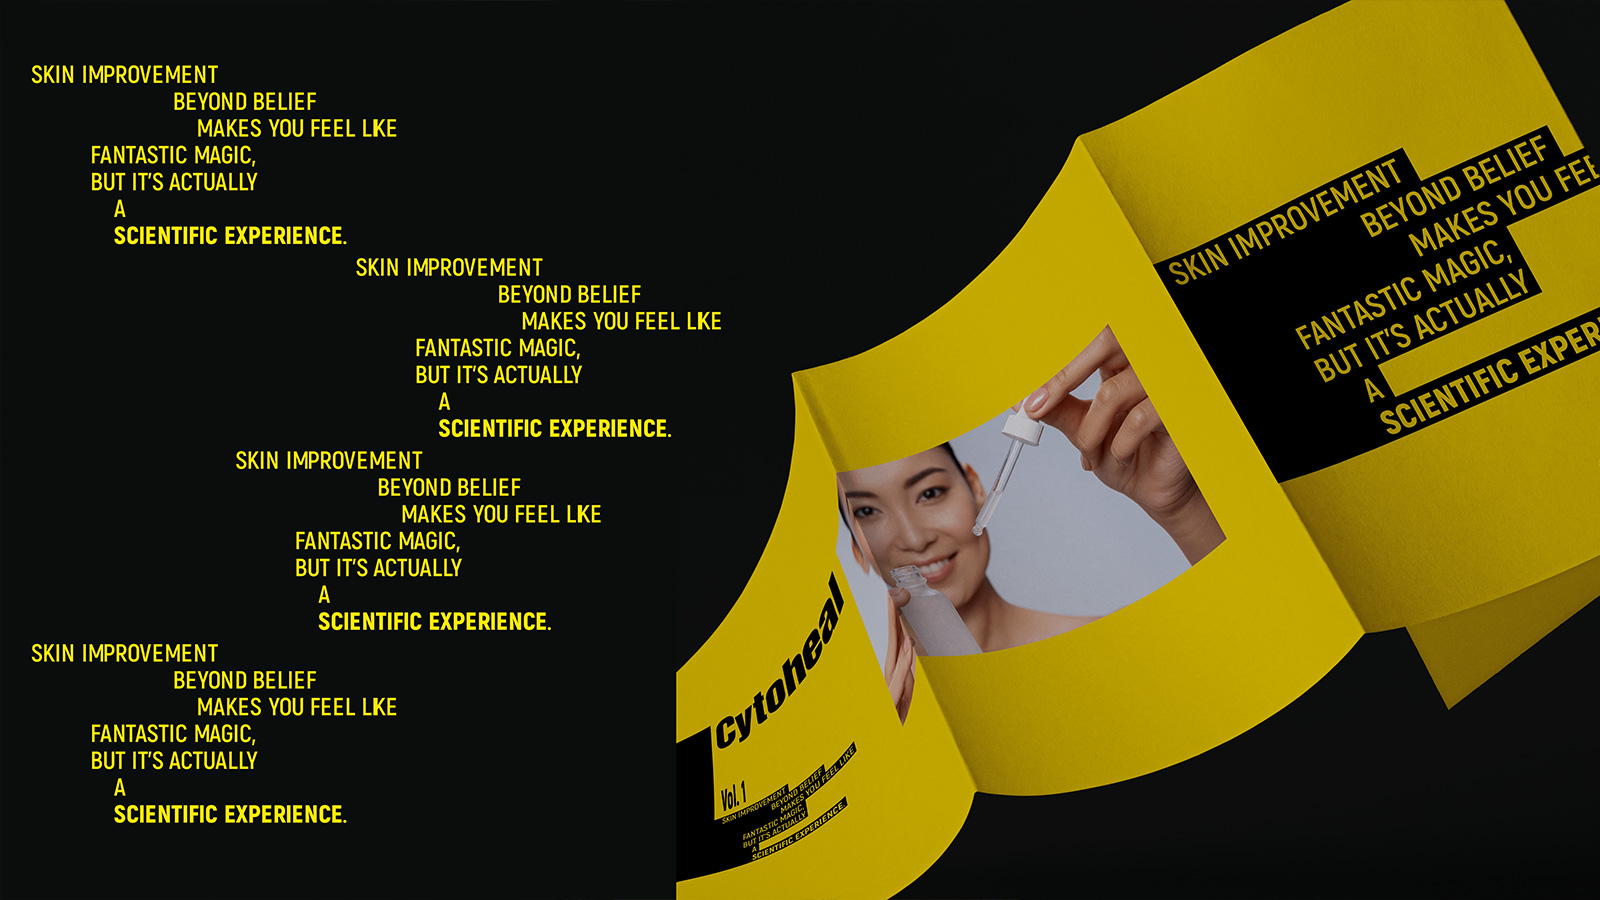 SKIN IMPROVEMENT
BEYOND BELIEF
MAKES YOU FEEL LIKE
FANTASTIC MAGIC,
BUT IT'S ACTUALLY
A
SCIENTIFIC EXPERIENCE.
SKIN IMPROVEMENT
BEYOND BELIEF
MAKES YOU FEEL LIKE
FANTASTIC MAGIC,
BUT IT'S ACTUALLY
A
SCIENTIFIC EXPERIENCE.
SKIN IMPROVEMENT
BEYOND BELIEF
MAKES YOU FEEL LIKE
FANTASTIC MAGIC,
BUT IT'S ACTUALLY
A
SCIENTIFIC EXPERIENCE.
SKIN IMPROVEMENT
BEYOND BELIEF
MAKES YOU FEEL LIKE
FANTASTIC MAGIC,
BUT IT'S ACTUALLY
A
SCIENTIFIC EXPERIENCE.
Cytoheal
Vol. 1
SKIN IMPROVEMENT
BEYOND BELIEF
MAKES YOU FEEL LIKE
FANTASTIC MAGIC,
BUT IT'S ACTUALLY
A
SCIENTIFIC EXPERIENCE.
SKIN IMPROVEMENT
BEYOND BELIEF
MAKES YOU FEE
FANTASTIC MAGIC,
BUT IT'S ACTUALLY
A
SCIENTIFIC EXPER